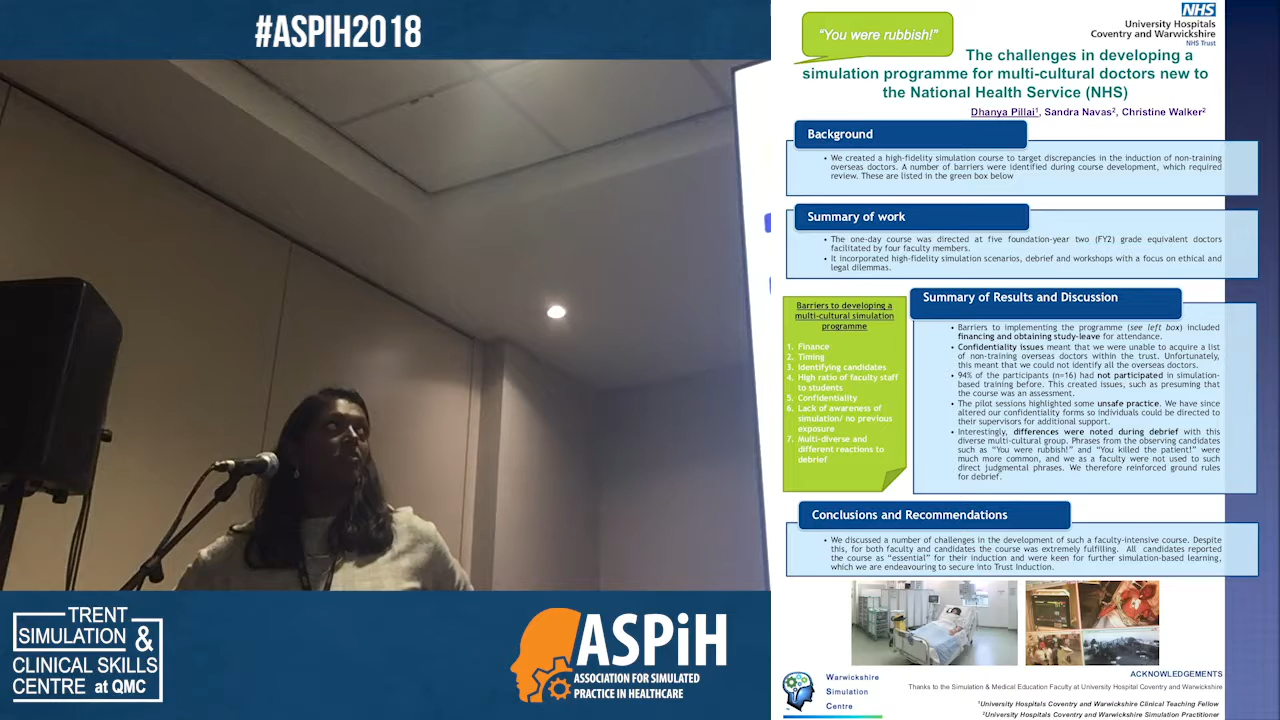 #ASPIH2018
TRENT
SIMULATION &
CLINICAL SKILLS
CENTRE at QMC
ASPiH
ASSOCIATION FOR SIMULATED
PRACTICE IN HEALTHCARE
"You were rubbish!"
NHS
University Hospitals
Coventry and Warwickshire
NHS Trust
The challenges in developing a
simulation programme for multi-cultural doctors new to
the National Health Service (NHS)
Dhanya Pillai¹, Sandra Navas², Christine Walker²
Background
• We created a high-fidelity simulation course to target discrepancies in the induction of non-training
overseas doctors. A number of barriers were identified during course development, which required
review. These are listed in the green box below
Summary of work
• The one-day course was directed at five foundation-year two (FY2) grade equivalent doctors
facilitated by four faculty members.
• It incorporated high-fidelity simulation scenarios, debrief and workshops with a focus on ethical and
legal dilemmas.
Barriers to developing a
multi-cultural simulation
programme
1. Finance
2. Timing
3. Identifying candidates
4. High ratio of faculty staff
to students
5. Confidentiality
6. Lack of awareness of
simulation/ no previous
exposure
7. Multi-diverse and
different reactions to
debrief
Summary of Results and Discussion
• Barriers to implementing the programme (see left box) included
financing and obtaining study-leave for attendance.
• Confidentiality issues meant that we were unable to acquire a list
of non-training overseas doctors within the trust. Unfortunately,
this meant that we could not identify all the overseas doctors.
• 94% of the participants (n=16) had not participated in simulation-
based training before. This created issues, such as presuming that
the course was an assessment.
• The pilot sessions highlighted some unsafe practice. We have since
altered our confidentiality forms so individuals could be directed to
their supervisors for additional support.
• Interestingly, differences were noted during debrief with this
diverse multi-cultural group. Phrases from the observing candidates
such as "You were rubbish!" and "You killed the patient!" were
much more common, and we as a faculty were not used to such
direct judgmental phrases. We therefore reinforced ground rules
for debrief.
Conclusions and Recommendations
• We discussed a number of challenges in the development of such a faculty-intensive course. Despite
this, for both faculty and candidates the course was extremely fulfilling. All candidates reported
the course as "essential" for their induction and were keen for further simulation-based learning,
which we are endeavouring to secure into Trust Induction.
Warwickshire
Simulation
Centre
ACKNOWLEDGEMENTS
Thanks to the Simulation & Medical Education Faculty at University Hospital Coventry and Warwickshire
¹University Hospitals Coventry and Warwickshire Clinical Teaching Fellow
²University Hospitals Coventry and Warwickshire Simulation Practitioner